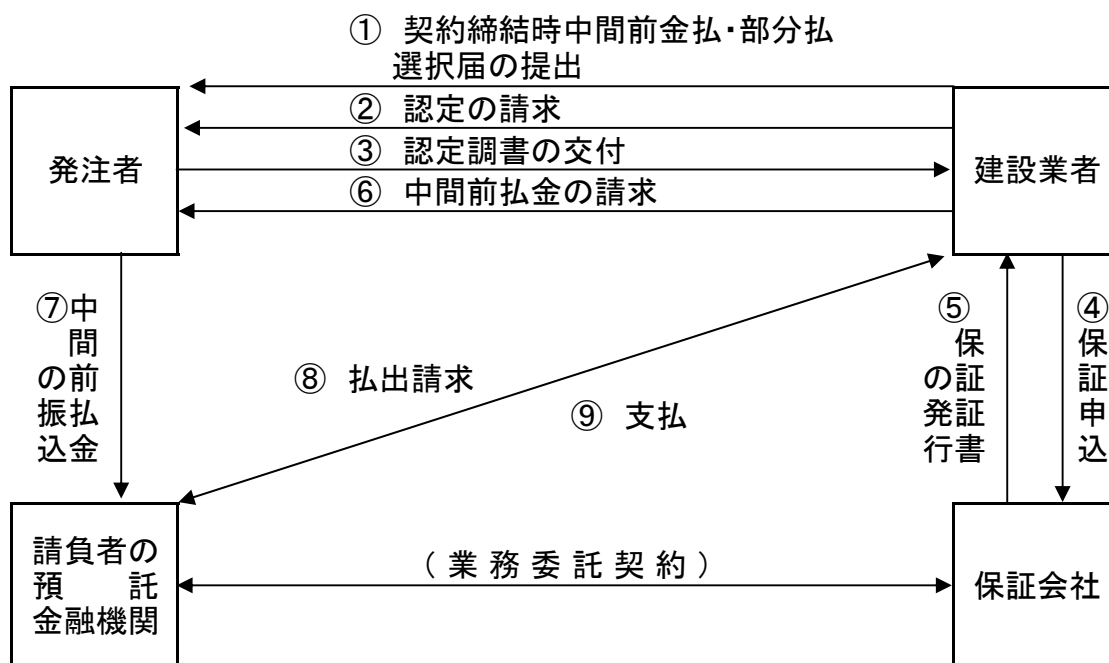 ① 契約締結時中間前金払・部分払
選択届の提出
② 認定の請求
③ 認定調書の交付
⑥ 中間前払金の請求
発注者
建設業者
⑦中間前払金
の振込
⑧ 払出請求
⑨ 支払
⑤保証証書
の発行
④保証申込
請負者の
預託
金融機関
(業務委託契約)
保証会社